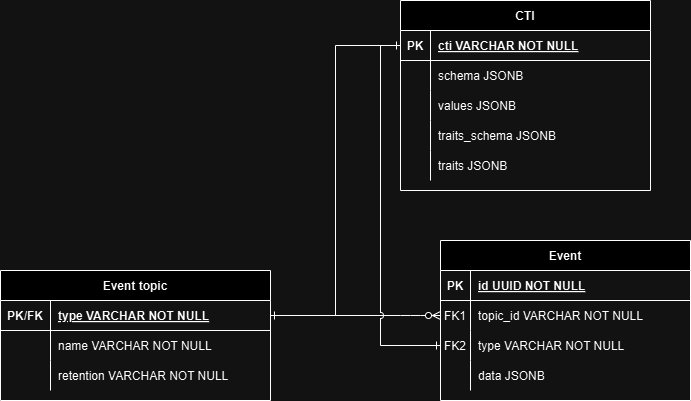 CTI
PK cti VARCHAR NOT NULL
schema JSONB
values JSONB
traits_schema JSONB
traits JSONB
Event topic
PK/FK type VARCHAR NOT NULL
name VARCHAR NOT NULL
retention VARCHAR NOT NULL
Event
PK id UUID NOT NULL
FK1 topic_id VARCHAR NOT NULL
FK2 type VARCHAR NOT NULL
data JSONB